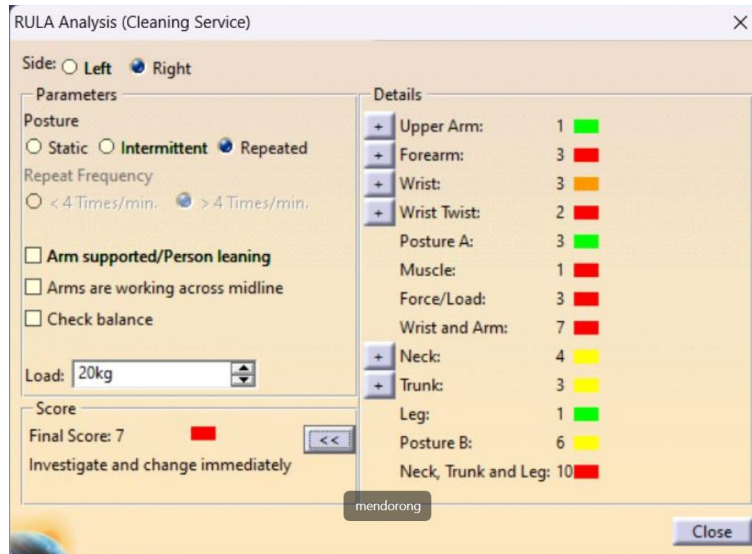 RULA Analysis (Cleaning Service)
Side: Left Right
Parameters
Posture
Static Intermittent Repeated
Repeat Frequency
< 4 Times/min. > 4 Times/min.
Arm supported/Person leaning
Arms are working across midline
Check balance
Load: 20kg
Score
Final Score: 7
<<
Investigate and change immediately
Details
+ Upper Arm: 1
+ Forearm: 3
+ Wrist: 3
+ Wrist Twist: 2
Posture A: 3
Muscle: 1
Force/Load: 3
Wrist and Arm: 7
+ Neck: 4
+ Trunk: 3
Leg: 1
Posture B: 6
Neck, Trunk and Leg: 10
mendorong
Close